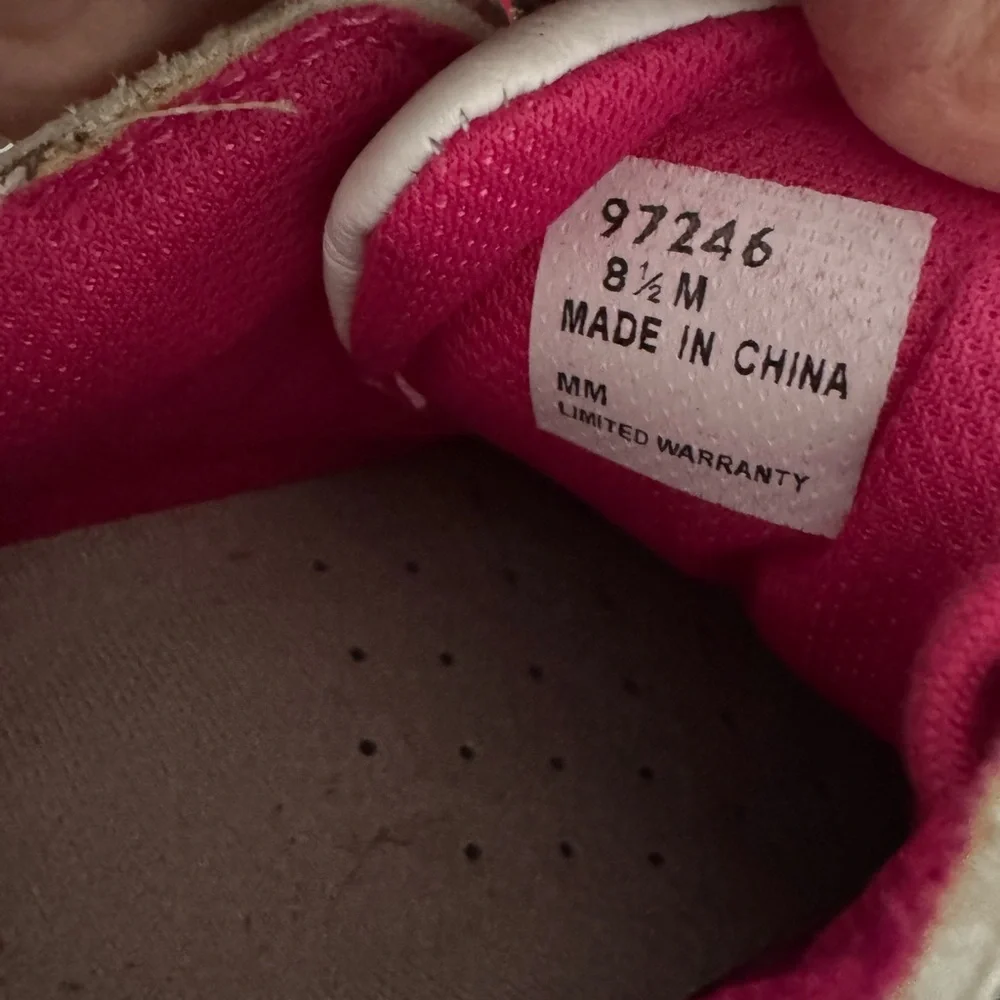 97246
8½ M
MADE IN CHINA
MM
LIMITED WARRANTY